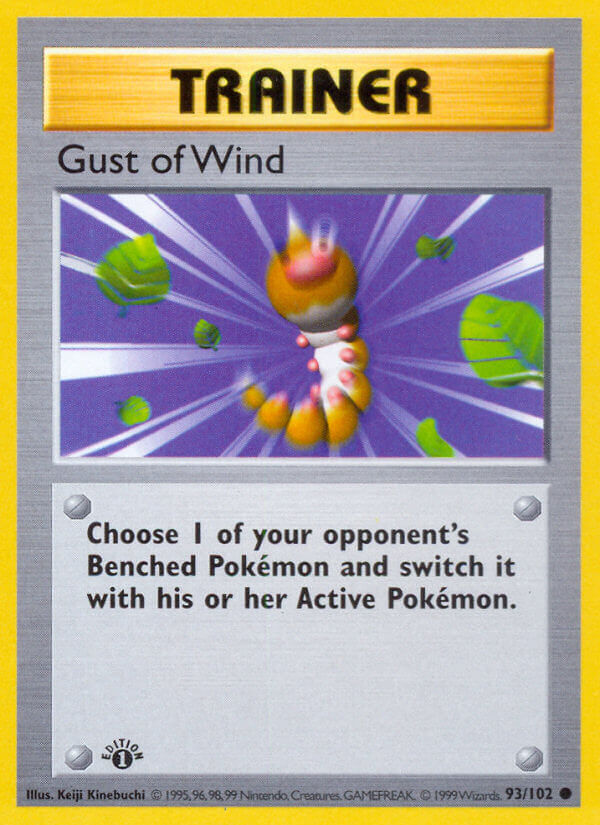 TRAINER
Gust of Wind
Choose 1 of your opponent's
Benched Pokémon and switch it
with his or her Active Pokémon.
EDITION
1
Illus. Keiji Kinebuchi © 1995, 96, 98, 99 Nintendo, Creatures, GAMEFREAK. © 1999 Wizards. 93/102 ●